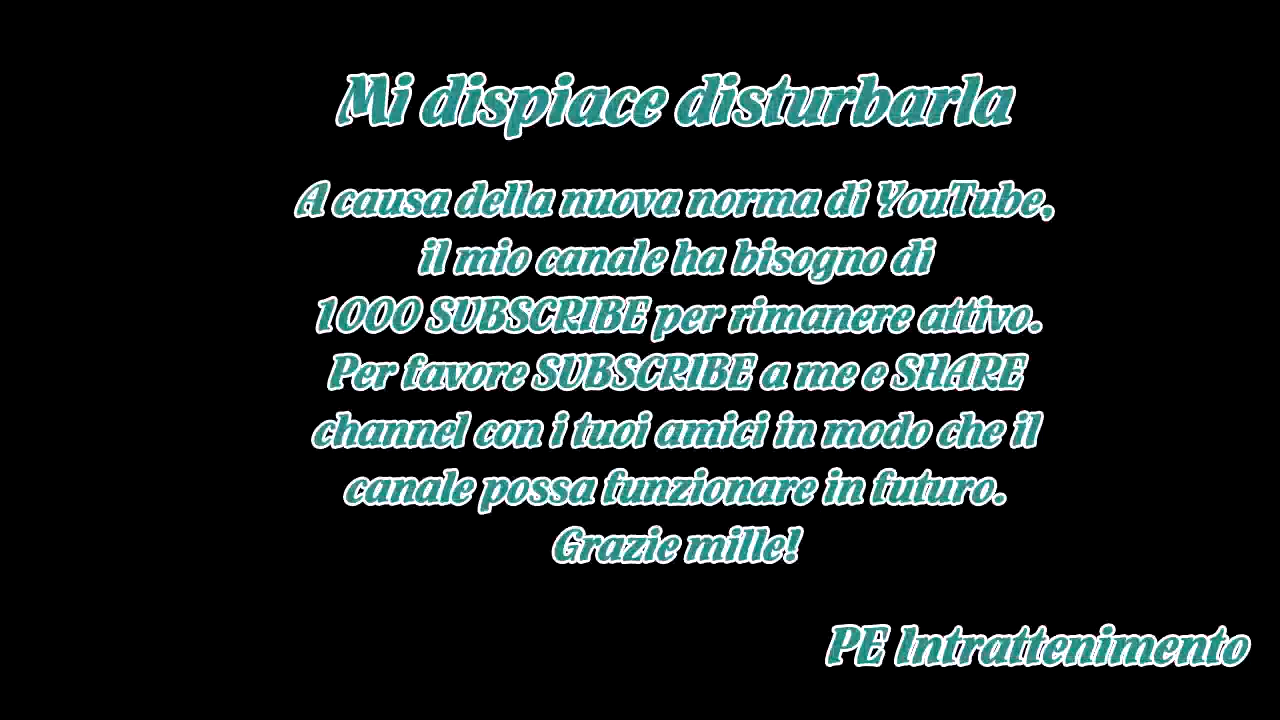 Mi dispiace disturbarla
A causa della nuova norma di YouTube,
il mio canale ha bisogno di
1000 SUBSCRIBE per rimanere attivo.
Per favore SUBSCRIBE a me e SHARE
channel con i tuoi amici in modo che il
canale possa funzionare in futuro.
Grazie mille!
PE Intrattenimento